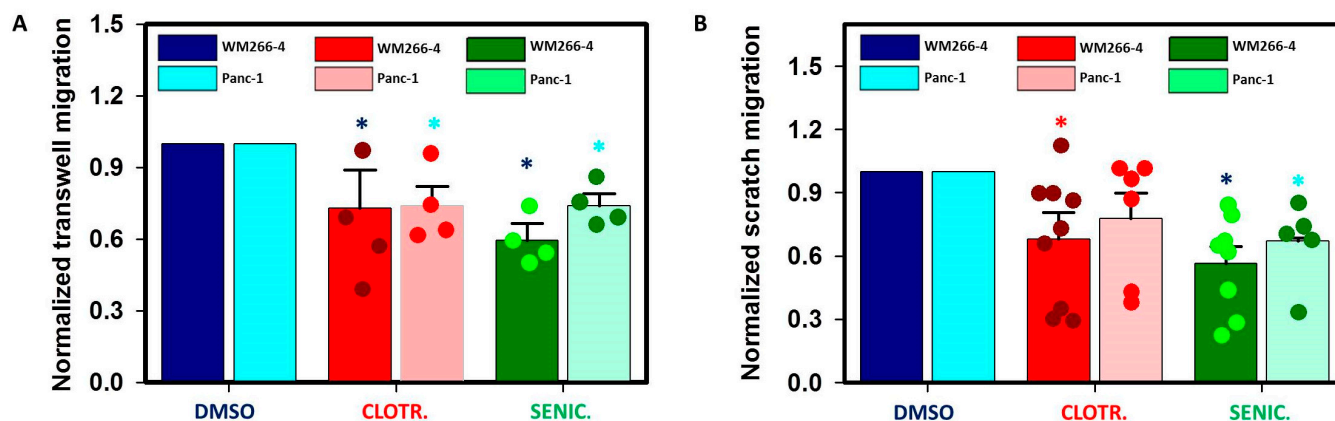 A
Normalized transwell migration
1.5
1.2
0.9
0.6
0.3
0.0
WM266-4 WM266-4 WM266-4
Panc-1 Panc-1 Panc-1
* * * *
DMSO CLOTR. SENIC.
B
Normalized scratch migration
1.5
1.2
0.9
0.6
0.3
0.0
WM266-4 WM266-4 WM266-4
Panc-1 Panc-1 Panc-1
* * *
DMSO CLOTR. SENIC.